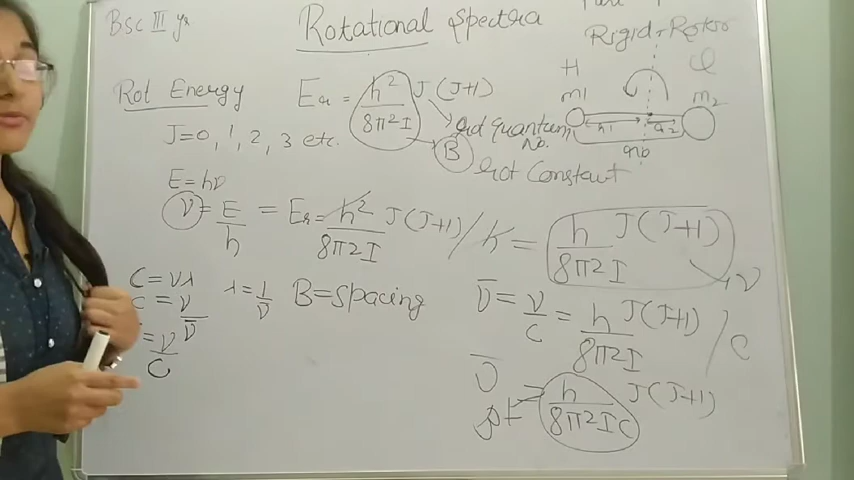 BSC III yr
Rotational Spectra
Rigid-Rotor
H Cl
m1 m2
r1 r2
r0
Rot Energy
Er = h²/8π²I J(J+1)
J=0, 1, 2, 3 etc.
rot quantum No.
B
rot Constant
E=hν
ν = E/h = Er = h²/8π²I J(J+1)/h = h/8π²I J(J+1)
ν
C=νλ
c = ν/ν̄
= ν/C
λ = 1/ν̄
B=Spacing
ν̄ = ν/c = h/8π²I J(J+1) / C
ν̄ = h/8π²IC J(J+1)